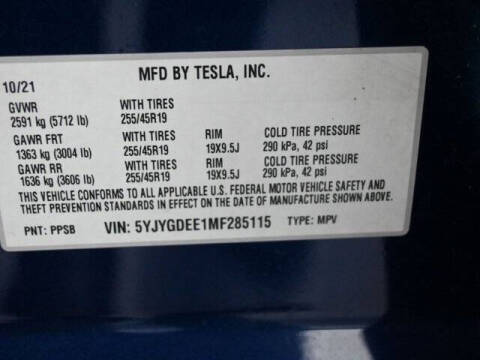 MFD BY TESLA, INC.
10/21
GVWR WITH TIRES
2591 kg (5712 lb) 255/45R19
GAWR FRT WITH TIRES RIM COLD TIRE PRESSURE
1363 kg (3004 lb) 255/45R19 19X9.5J 290 kPa, 42 psi
GAWR RR WITH TIRES RIM COLD TIRE PRESSURE
1636 kg (3606 lb) 255/45R19 19X9.5J 290 kPa, 42 psi
THIS VEHICLE CONFORMS TO ALL APPLICABLE U.S. FEDERAL MOTOR VEHICLE SAFETY AND
THEFT PREVENTION STANDARDS IN EFFECT ON THE DATE OF MANUFACTURE SHOWN ABOVE.
PNT: PPSB VIN: 5YJYGDEE1MF285115 TYPE: MPV